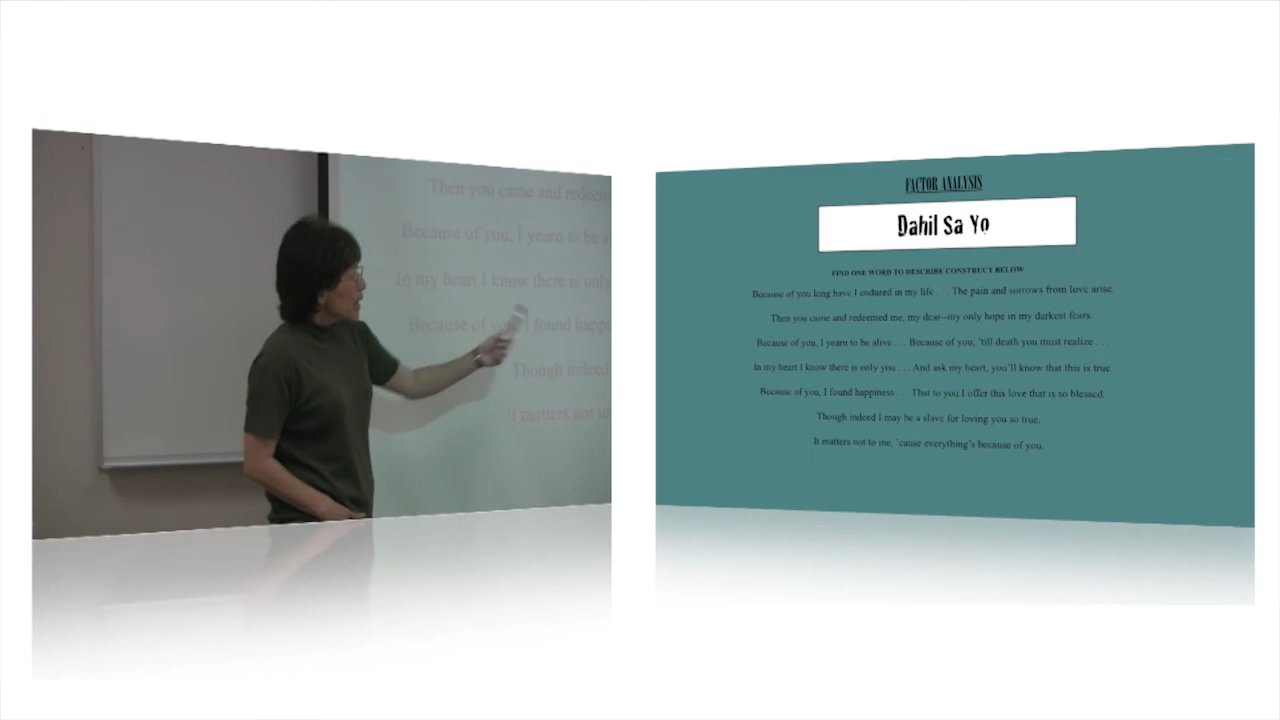 Then you came and redeem
Because of you, I yearn to be a
In my heart I know there is only
Because of you, I found happ
Though indeed
It matters not to
FACTOR ANALYSIS
Dahil Sa Yo
FIND ONE WORD TO DESCRIBE CONSTRUCT BELOW
Because of you long have I endured in my life . . . The pain and sorrows from love arise.
Then you came and redeemed me, my dear--my only hope in my darkest fears.
Because of you, I yearn to be alive . . . Because of you, 'till death you must realize . . .
In my heart I know there is only you . . . And ask my heart, you'll know that this is true.
Because of you, I found happiness . . . That to you I offer this love that is so blessed.
Though indeed I may be a slave for loving you so true.
It matters not to me, 'cause everything's because of you.